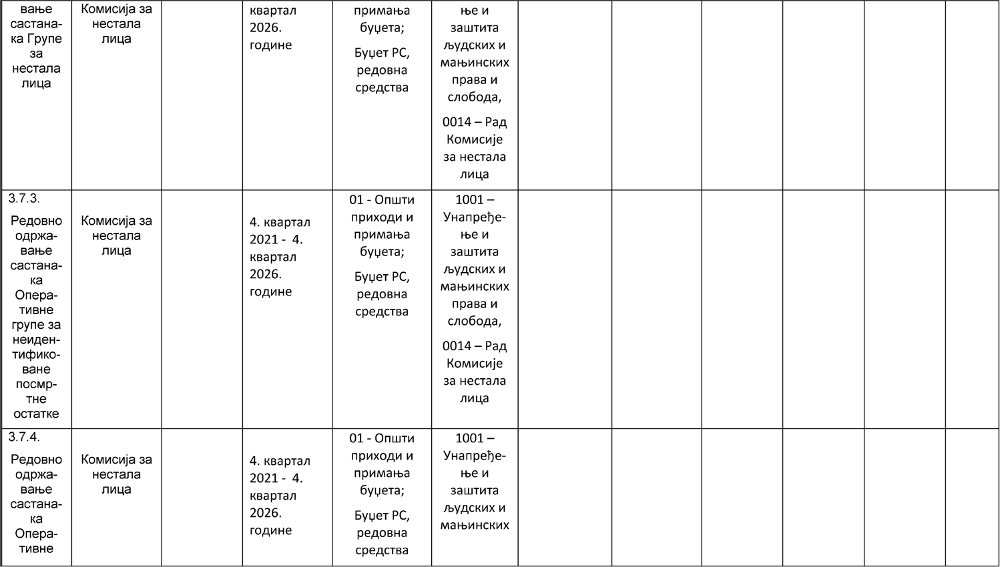 вање
састана-
ка Групе
за
нестала
лица
Комисија за
нестала
лица
квартал
2026.
године
примања
буџета;
Буџет РС,
редовна
средства
ње и
заштита
људских и
мањинских
права и
слобода,
0014 – Рад
Комисије
за нестала
лица
3.7.3.
Редовно
одржа-
вање
састана-
ка
Опера-
тивне
групе за
неиден-
тифико-
ване
посмр-
тне
остатке
Комисија за
нестала
лица
4. квартал
2021 - 4.
квартал
2026.
године
01 - Општи
приходи и
примања
буџета;
Буџет РС,
редовна
средства
1001 –
Унапређе-
ње и
заштита
људских и
мањинских
права и
слобода,
0014 – Рад
Комисије
за нестала
лица
3.7.4.
Редовно
одржа-
вање
састана-
ка
Опера-
тивне
Комисија за
нестала
лица
4. квартал
2021 - 4.
квартал
2026.
године
01 - Општи
приходи и
примања
буџета;
Буџет РС,
редовна
средства
1001 –
Унапређе-
ње и
заштита
људских и
мањинских